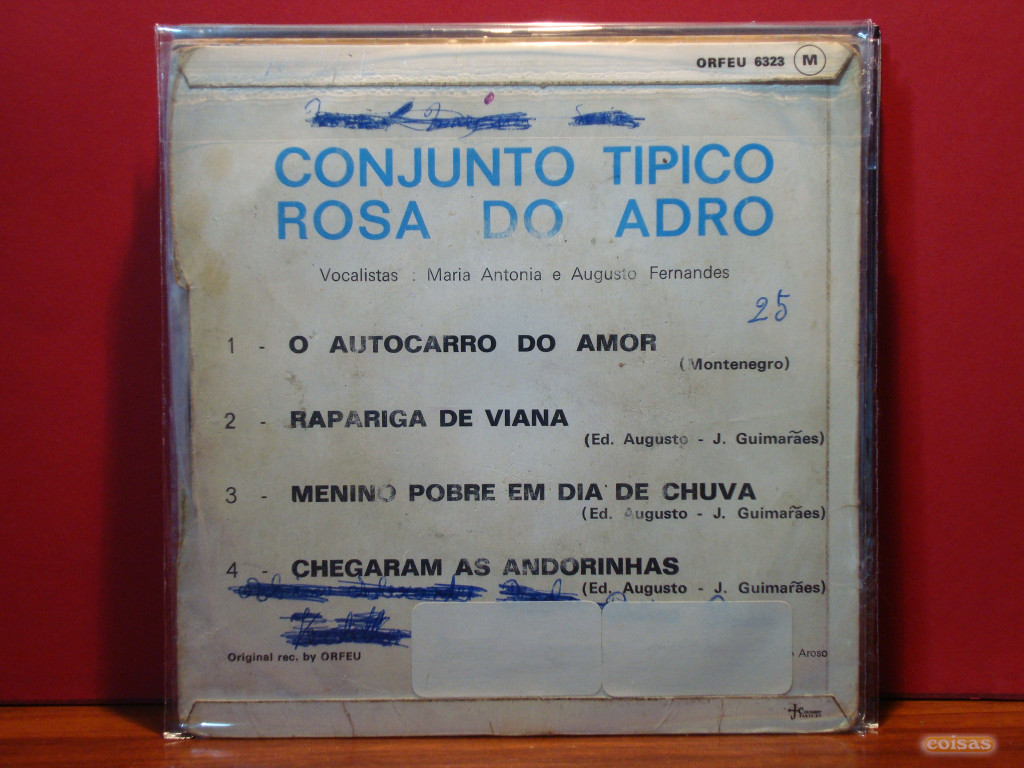 ORFEU 6323 M
CONJUNTO TIPICO
ROSA DO ADRO
Vocalistas : Maria Antonia e Augusto Fernandes
25
1 - O AUTOCARRO DO AMOR
(Montenegro)
2 - RAPARIGA DE VIANA
(Ed. Augusto - J. Guimarães)
3 - MENINO POBRE EM DIA DE CHUVA
(Ed. Augusto - J. Guimarães)
4 - CHEGARAM AS ANDORINHAS
(Ed. Augusto - J. Guimarães)
Original rec. by ORFEU
Aroso
coisas